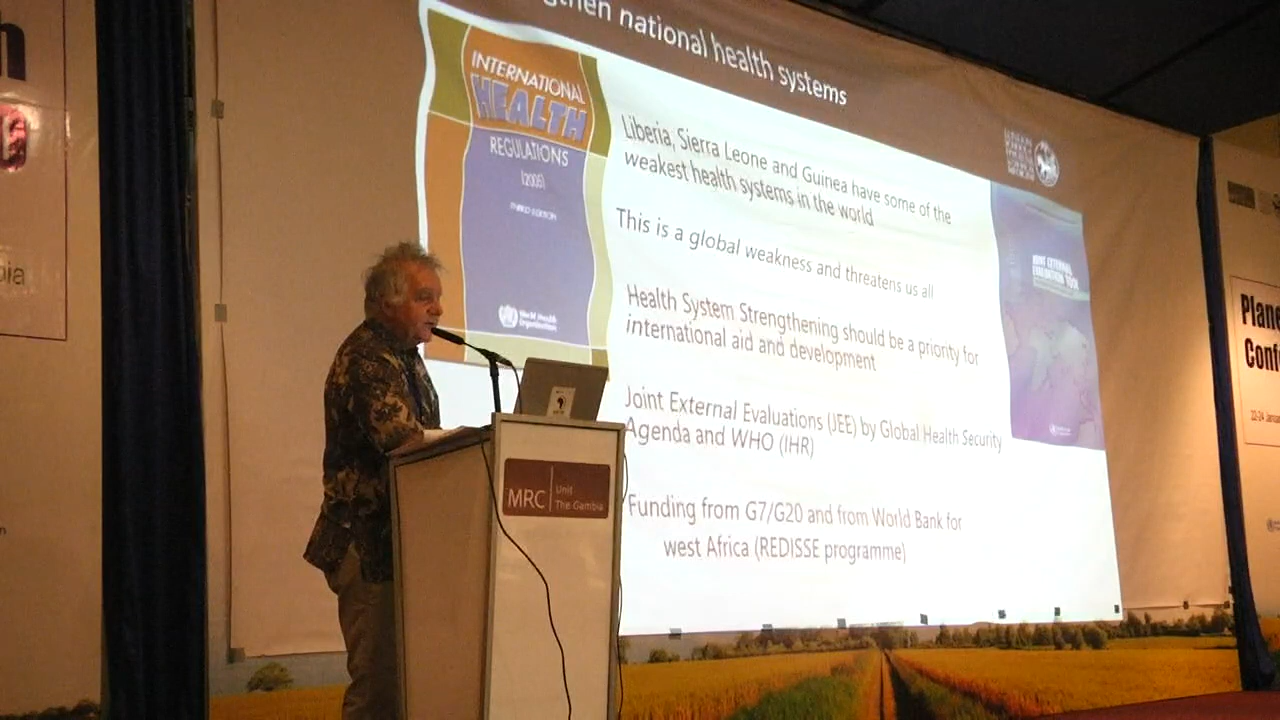 national health systems
INTERNATIONAL
HEALTH
REGULATIONS
(2005)
THIRD EDITION
World Health
Organization
Liberia, Sierra Leone and Guinea have some of the
weakest health systems in the world
This is a global weakness and threatens us all
Health System Strengthening should be a priority for
international aid and development
Joint External Evaluations (JEE) by Global Health Security
Agenda and WHO (IHR)
Funding from G7/G20 and from World Bank for
west Africa (REDISSE programme)
JOINT EXTERNAL
EVALUATION TOOL
MRC
Unit
The Gambia